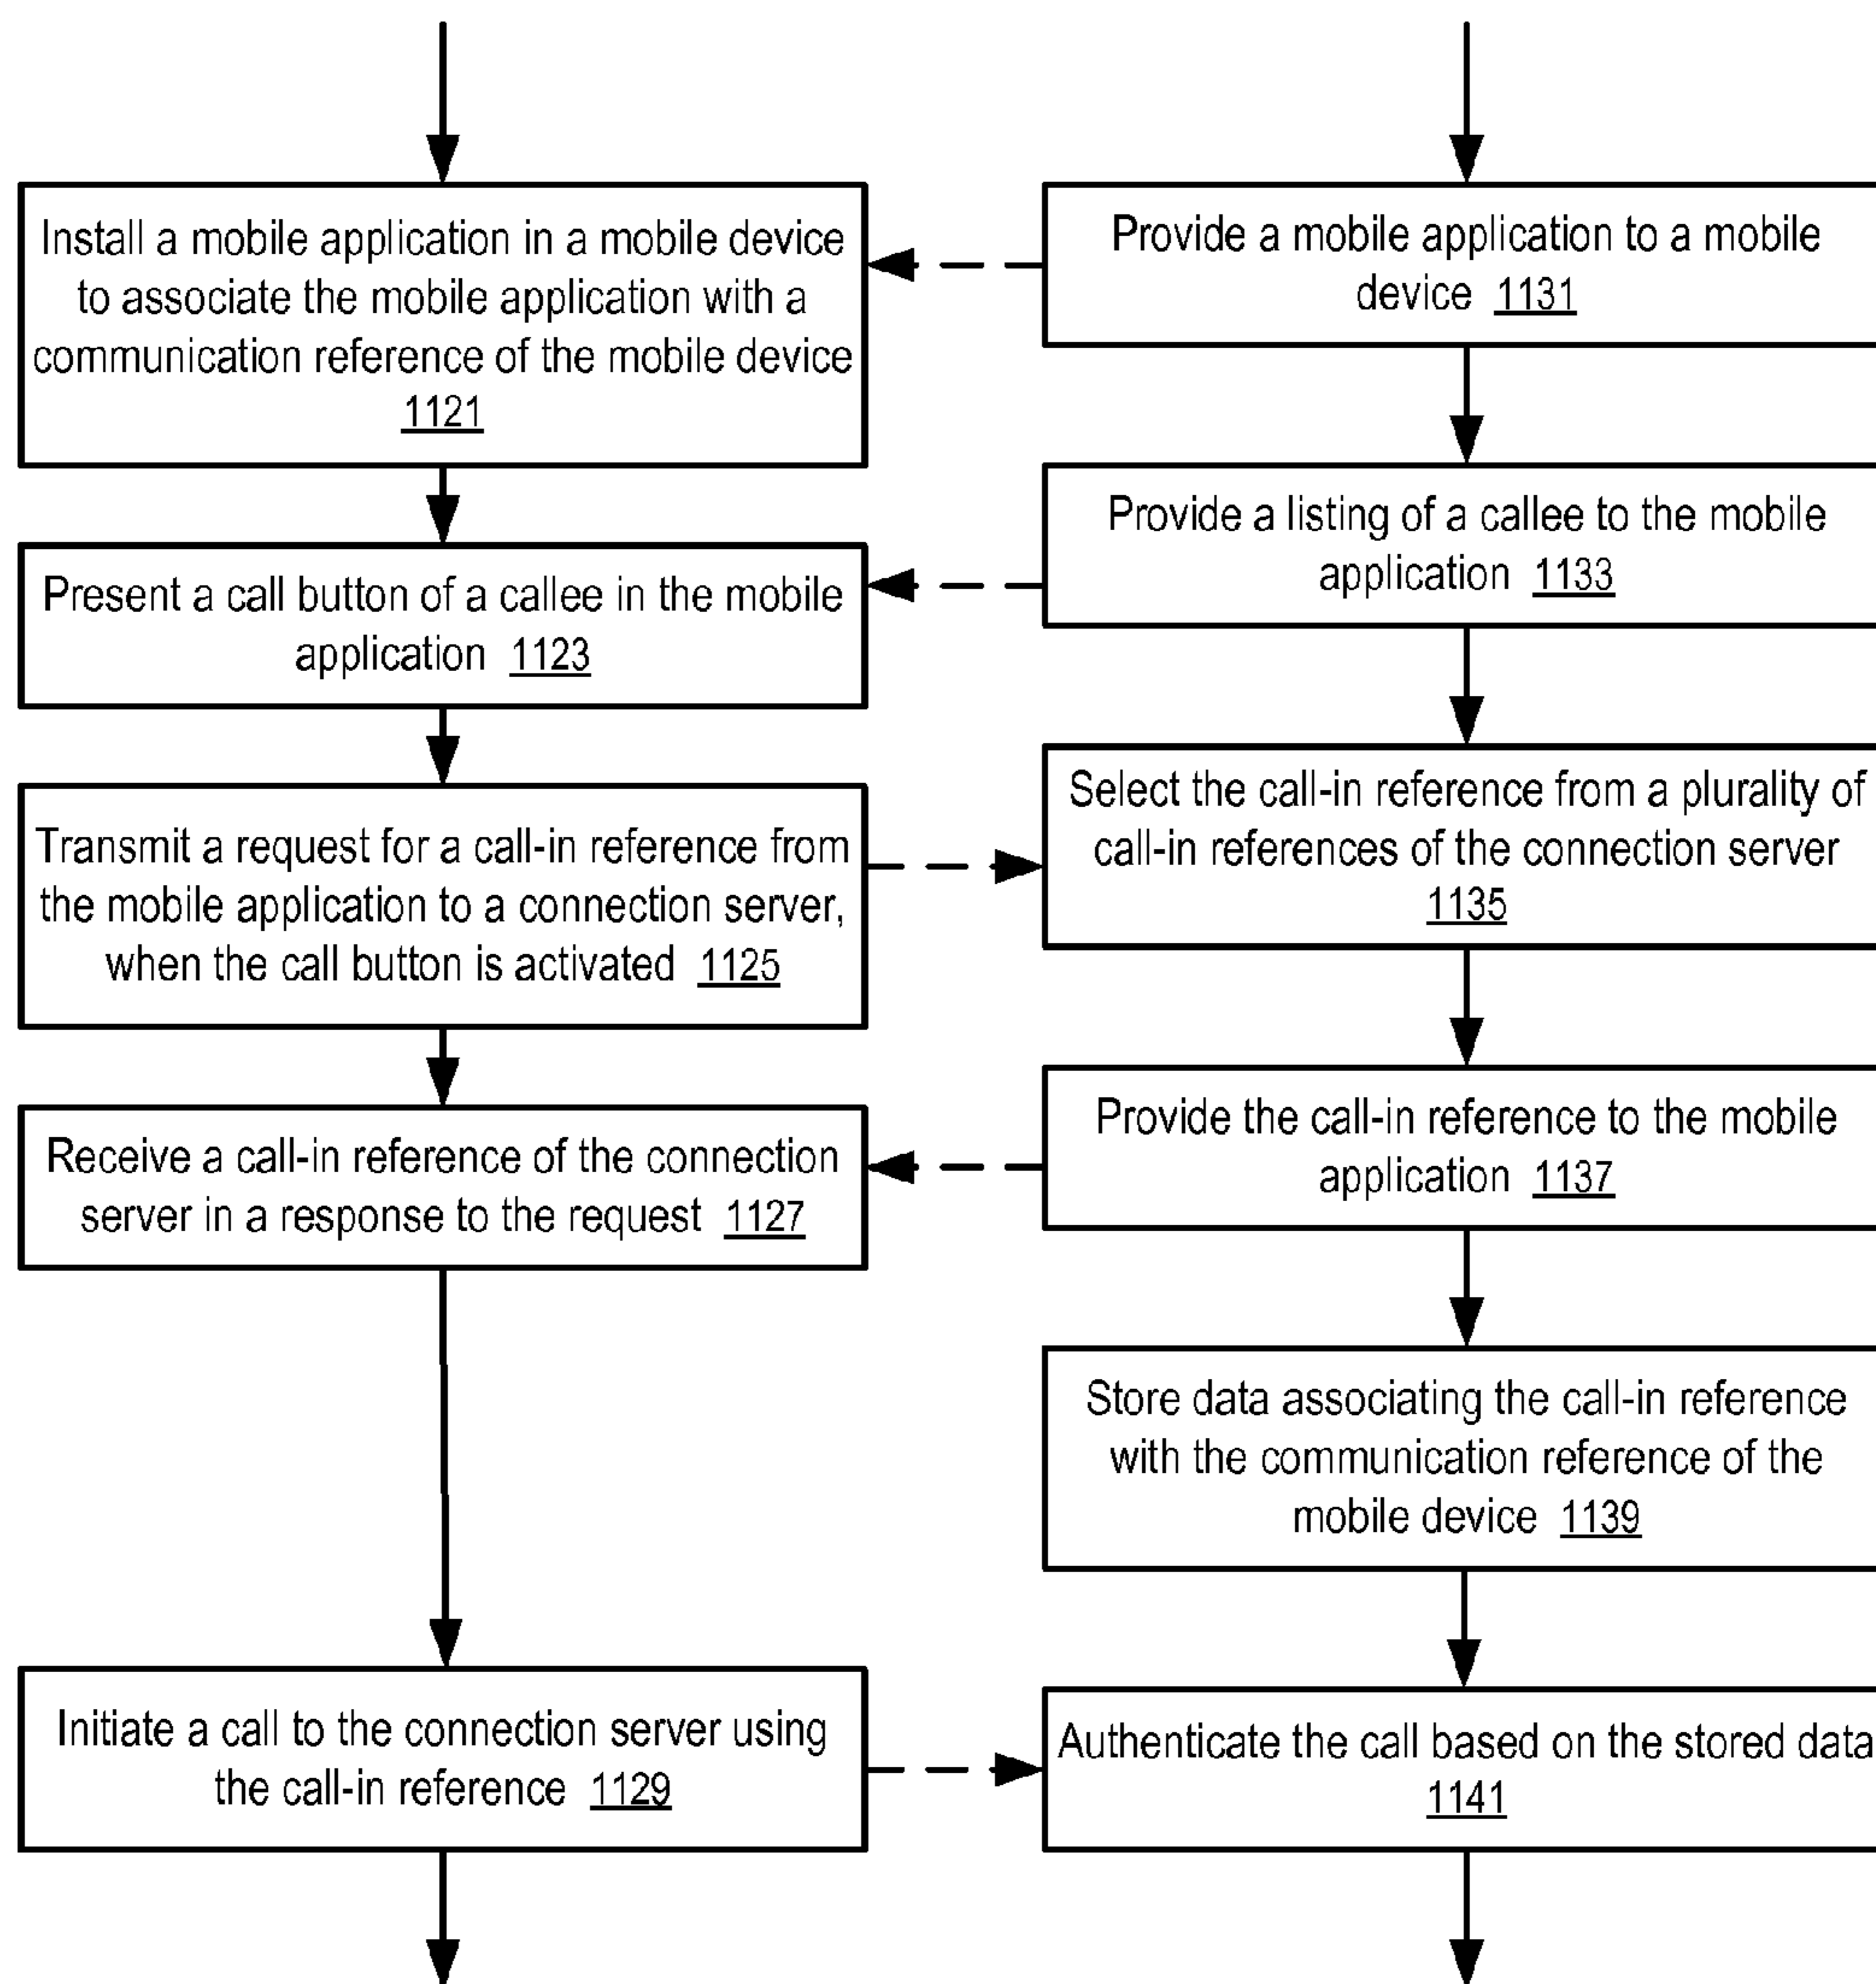 Install a mobile application in a mobile device
to associate the mobile application with a
communication reference of the mobile device
1121
Present a call button of a callee in the mobile
application 1123
Transmit a request for a call-in reference from
the mobile application to a connection server,
when the call button is activated 1125
Receive a call-in reference of the connection
server in a response to the request 1127
Initiate a call to the connection server using
the call-in reference 1129
Provide a mobile application to a mobile
device 1131
Provide a listing of a callee to the mobile
application 1133
Select the call-in reference from a plurality of
call-in references of the connection server
1135
Provide the call-in reference to the mobile
application 1137
Store data associating the call-in reference
with the communication reference of the
mobile device 1139
Authenticate the call based on the stored data
1141